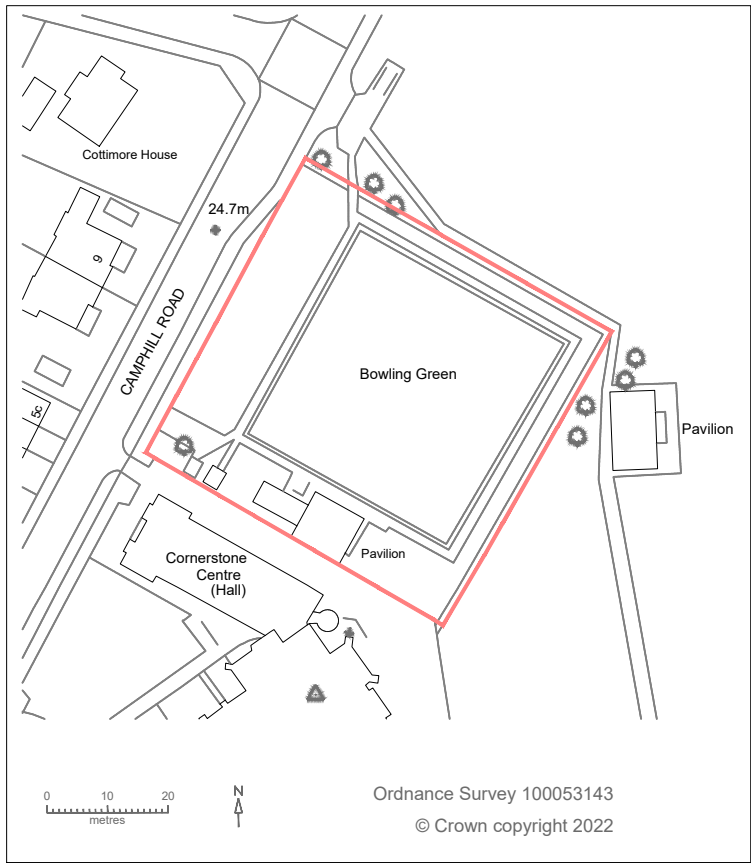 Cottimore House
24.7m
9
CAMPHILL ROAD
5c
Bowling Green
Pavilion
Pavilion
Cornerstone
Centre
(Hall)
0 10 20
metres
N
Ordnance Survey 100053143
© Crown copyright 2022